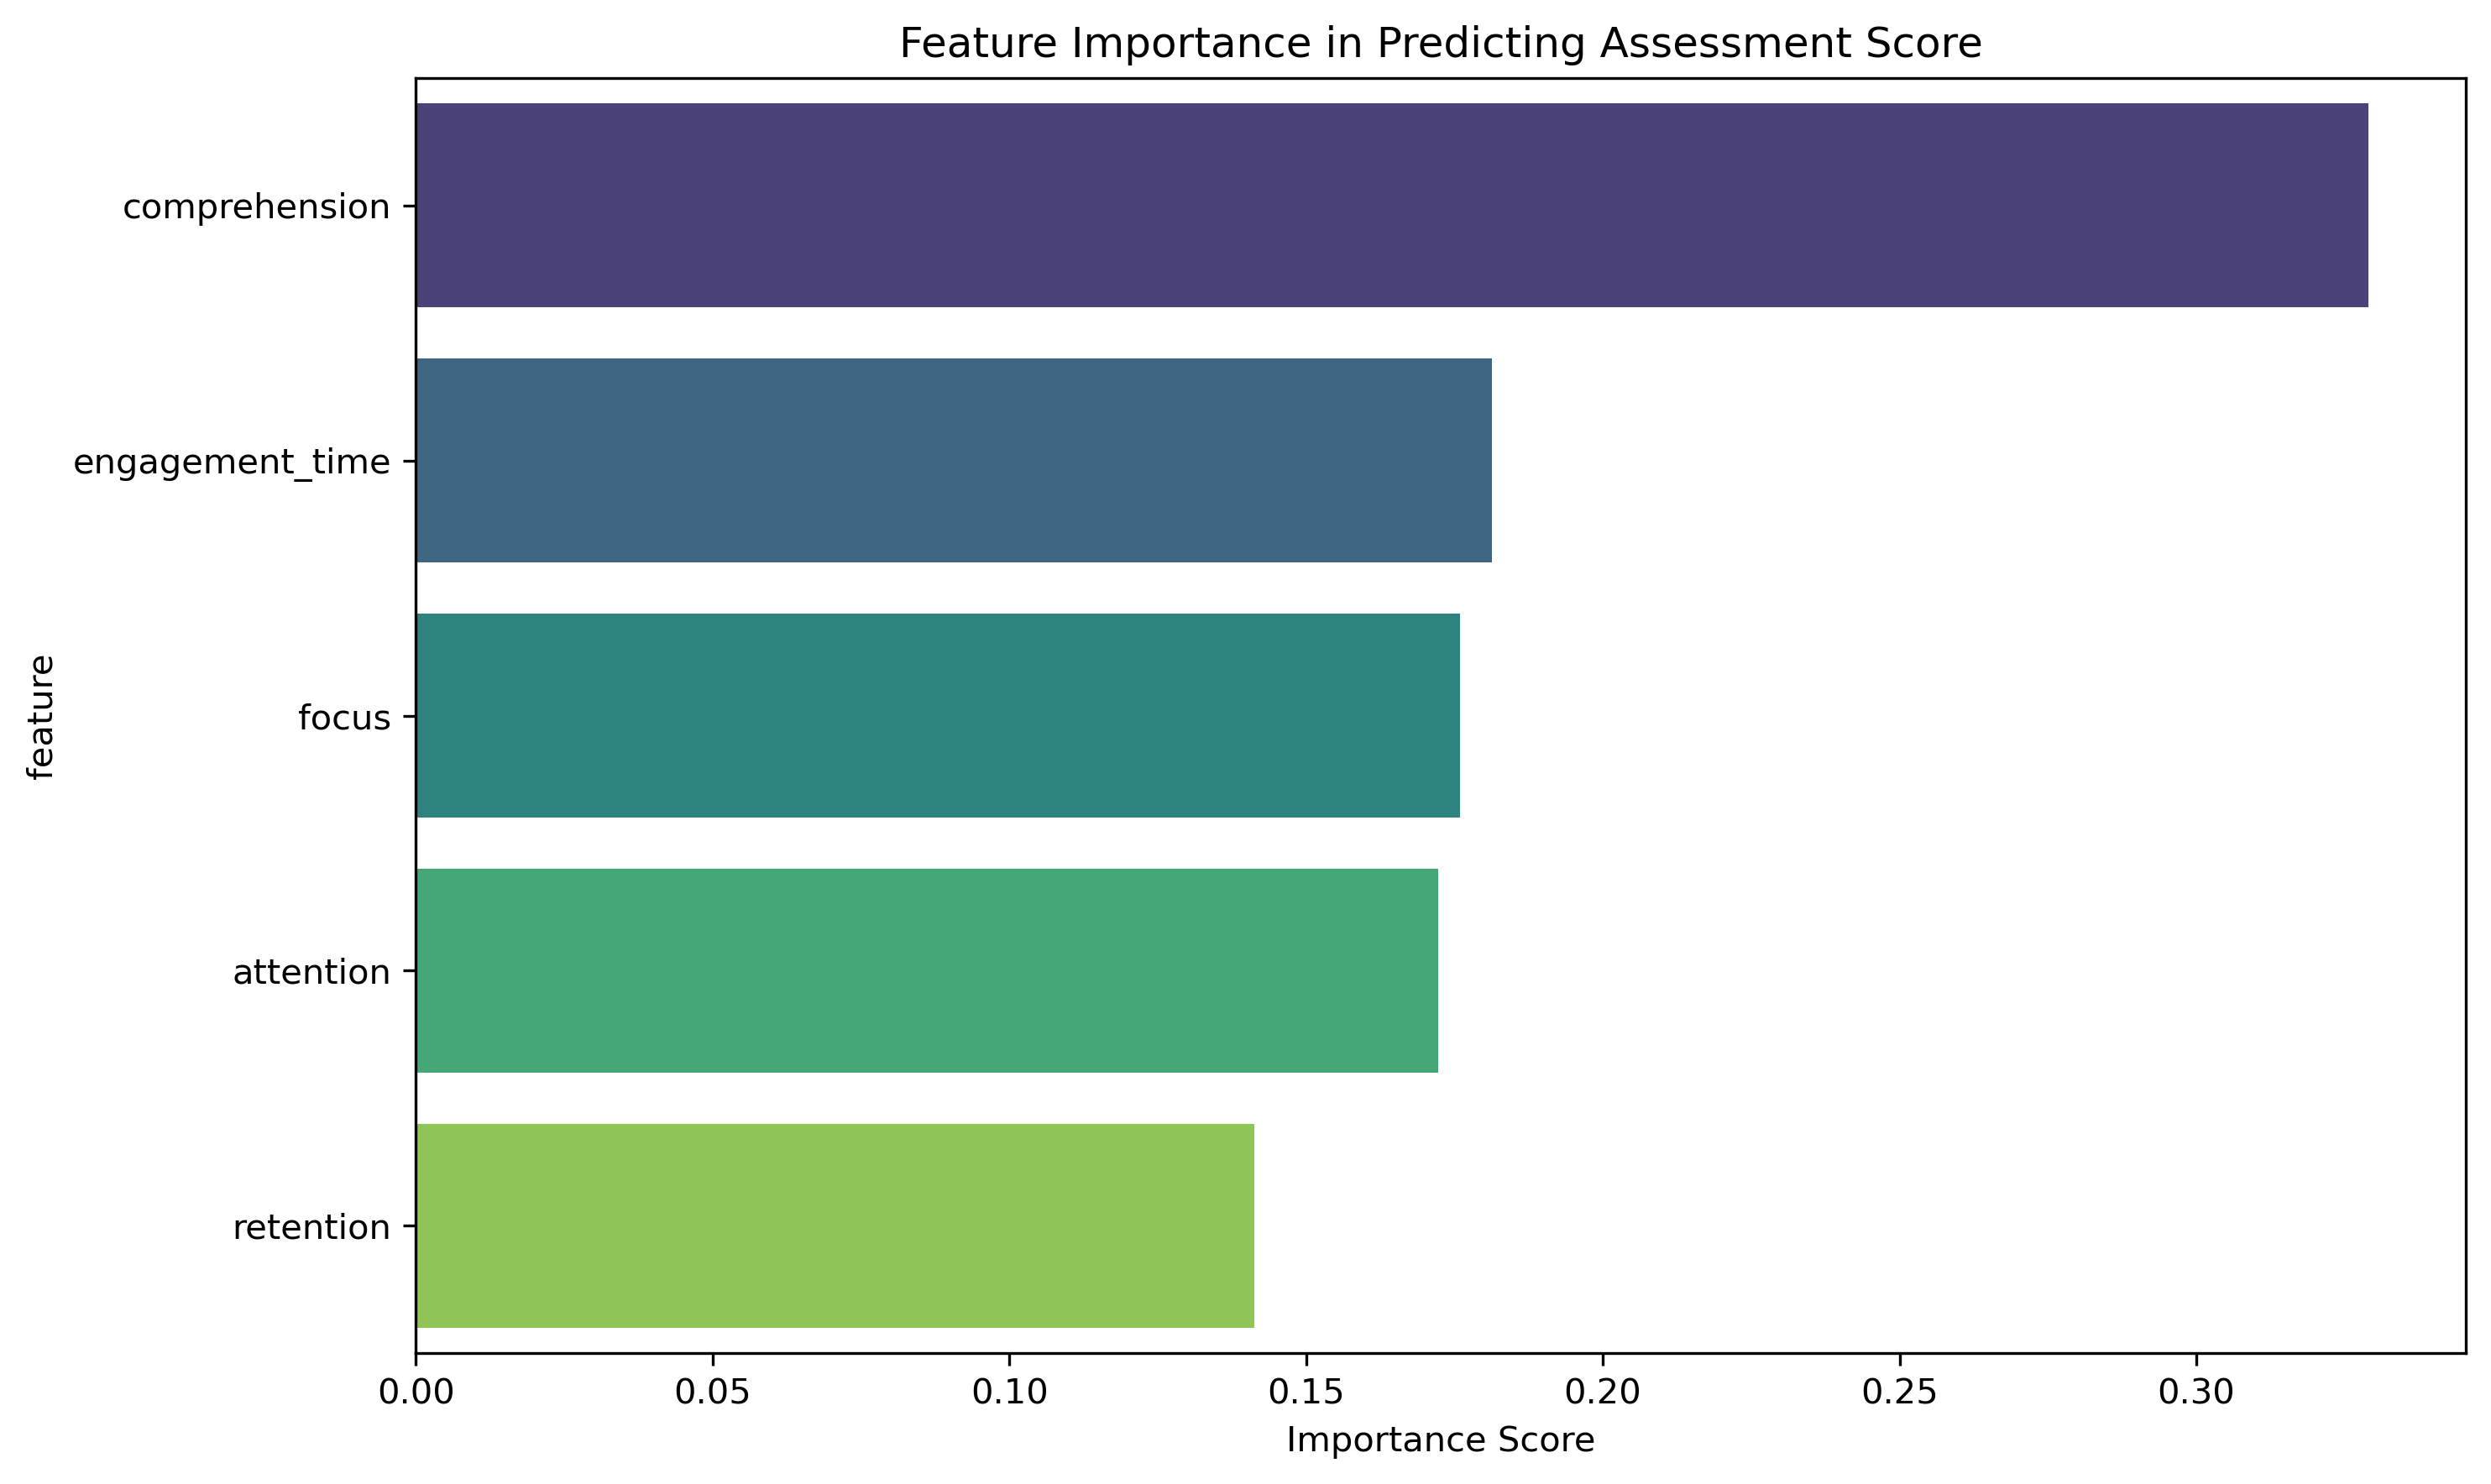 Feature Importance in Predicting Assessment Score
comprehension
engagement_time
focus
attention
retention
feature
0.00 0.05 0.10 0.15 0.20 0.25 0.30
Importance Score